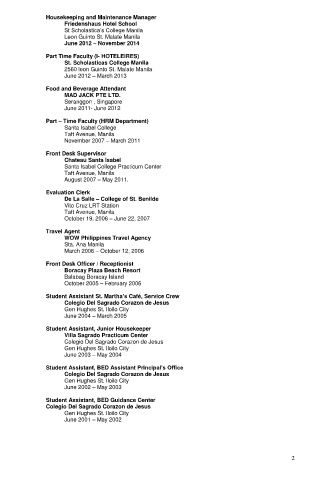 Housekeeping and Maintenance Manager
Friedenshaus Hotel School
St Scholastica's College Manila
Leon Guinto St. Malate Manila
June 2012 – November 2014
Part Time Faculty (I- HOTELEIRES)
St. Scholasticas College Manila
2560 leon Guinto St. Malate Manila
June 2012 – March 2013
Food and Beverage Attendant
MAD JACK PTE LTD.
Seranggon , Singapore
June 2011- June 2012
Part – Time Faculty (HRM Department)
Santa Isabel College
Taft Avenue, Manila
November 2007 – March 2011
Front Desk Supervisor
Chateau Santa Isabel
Santa Isabel College Practicum Center
Taft Avenue, Manila
August 2007 – May 2011.
Evaluation Clerk
De La Salle – College of St. Benilde
Vito Cruz LRT Station
Taft Avenue, Manila
October 19, 2006 – June 22, 2007
Travel Agent
WOW Philippines Travel Agency
Sta. Ana Manila
March 2006 – October 12, 2006
Front Desk Officer / Receptionist
Boracay Plaza Beach Resort
Balabag Boracay Island
October 2005 – February 2006
Student Assistant St. Martha's Café, Service Crew
Colegio Del Sagrado Corazon de Jesus
Gen Hughes St. Iloilo City
June 2004 – March 2005
Student Assistant, Junior Housekeeper
Villa Sagrado Practicum Center
Colegio Del Sagrado Corazon de Jesus
Gen Hughes St. Iloilo City
June 2003 – May 2004
Student Assistant, BED Assistant Principal's Office
Colegio Del Sagrado Corazon de Jesus
Gen Hughes St. Iloilo City
June 2002 – May 2003
Student Assistant, BED Guidance Center
Colegio Del Sagrado Corazon de Jesus
Gen Hughes St. Iloilo City
June 2001 – May 2002
2